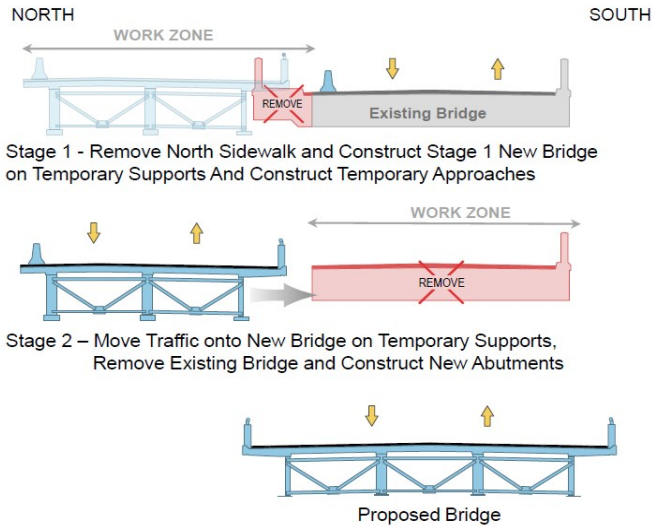 NORTH
SOUTH
WORK ZONE
REMOVE
Existing Bridge
Stage 1 - Remove North Sidewalk and Construct Stage 1 New Bridge
on Temporary Supports And Construct Temporary Approaches
WORK ZONE
REMOVE
Stage 2 – Move Traffic onto New Bridge on Temporary Supports,
Remove Existing Bridge and Construct New Abutments
Proposed Bridge